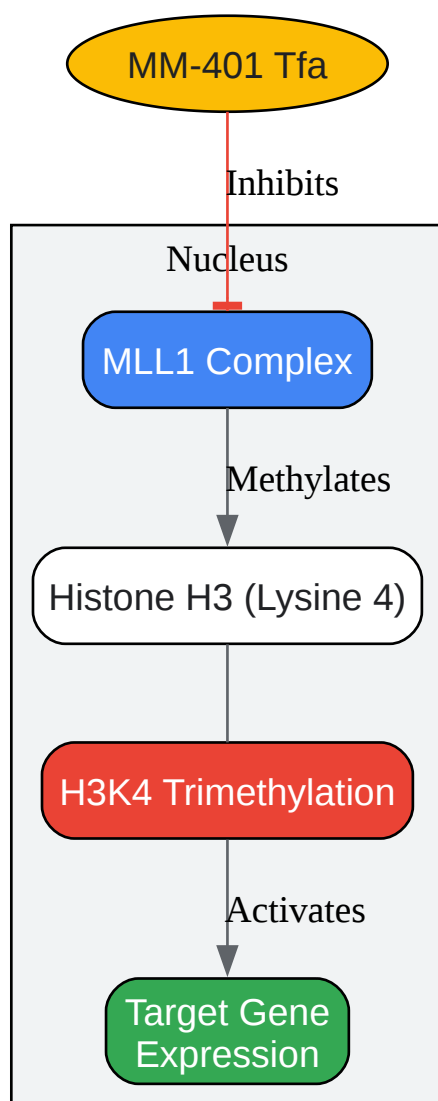 MM-401 Tfa
Inhibits
Nucleus
MLL1 Complex
Methylates
Histone H3 (Lysine 4)
H3K4 Trimethylation
Activates
Target Gene
Expression